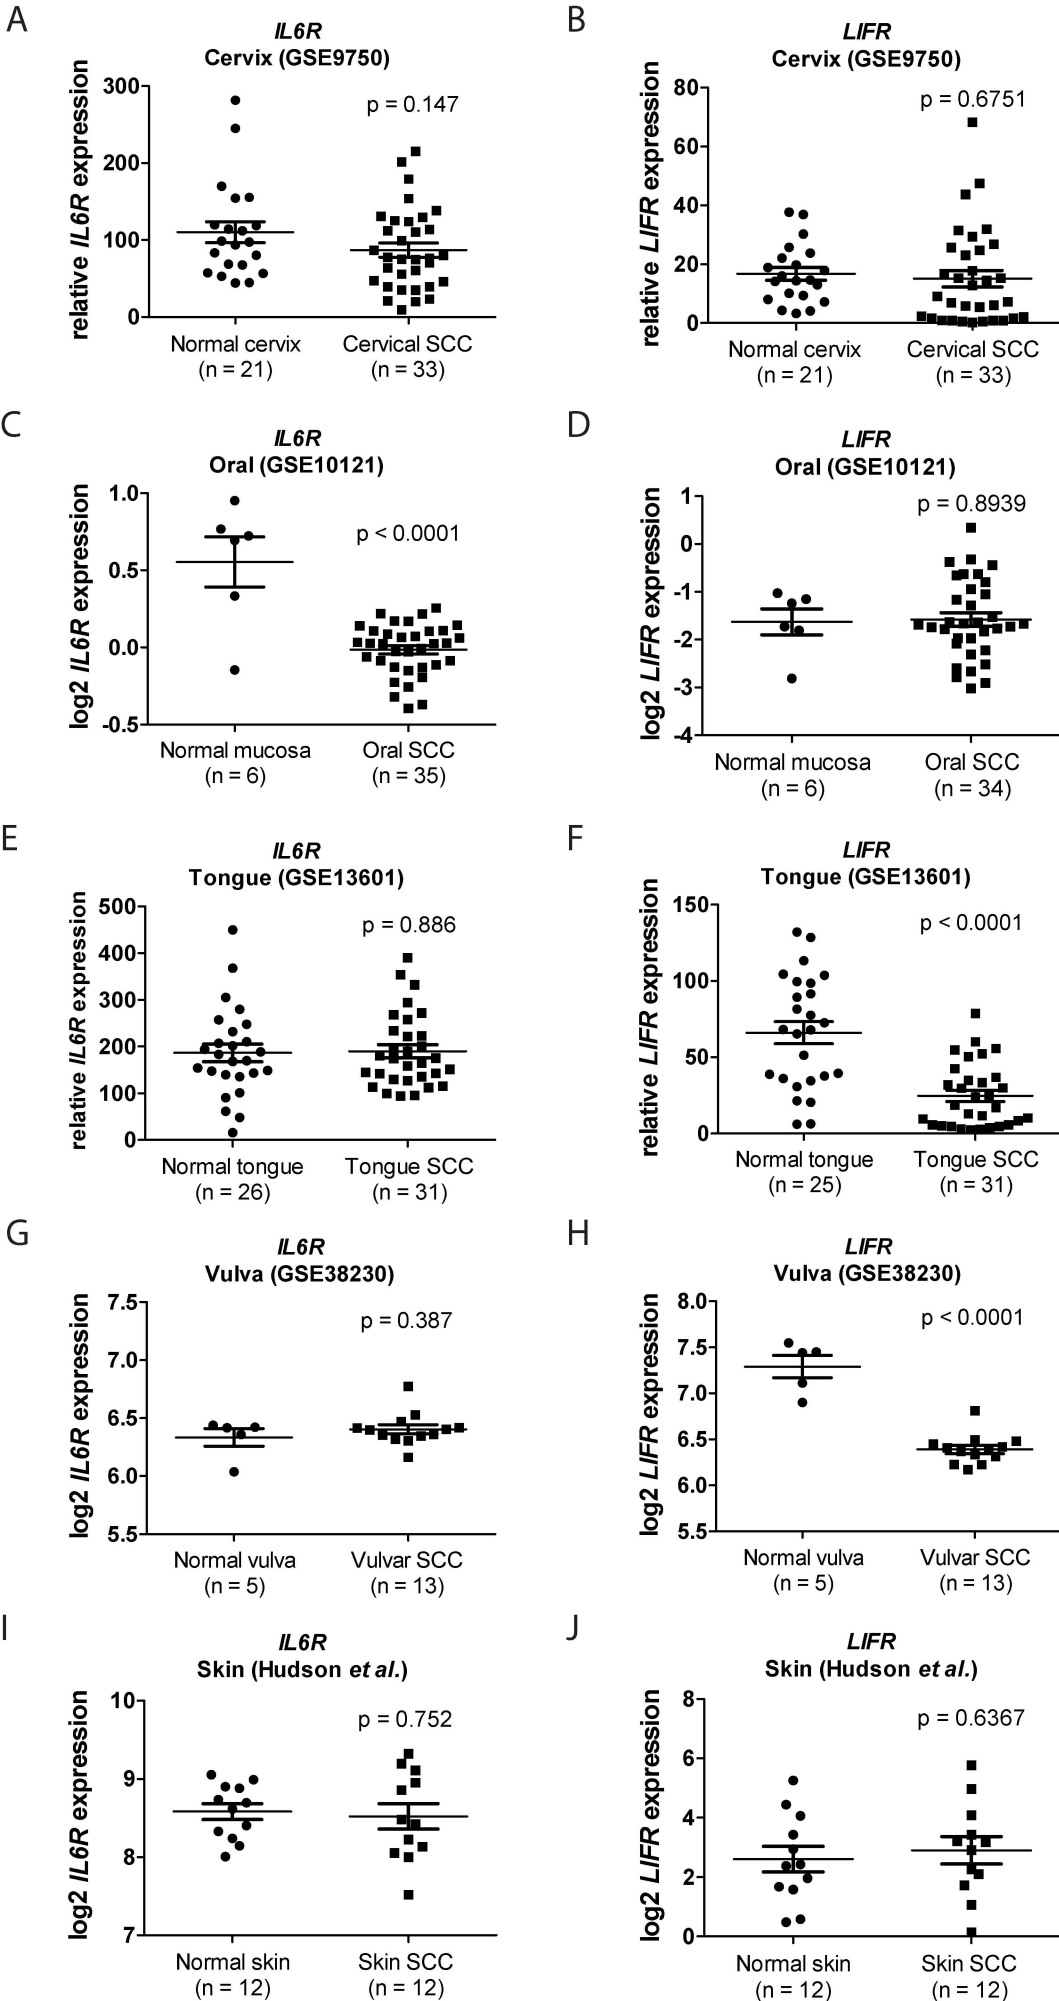 A
IL6R
Cervix (GSE9750)
relative IL6R expression
300
200
100
0
p = 0.147
Normal cervix
(n = 21)
Cervical SCC
(n = 33)
B
LIFR
Cervix (GSE9750)
relative LIFR expression
80
60
40
20
0
p = 0.6751
Normal cervix
(n = 21)
Cervical SCC
(n = 33)
C
IL6R
Oral (GSE10121)
log2 IL6R expression
1.0
0.5
0.0
-0.5
p < 0.0001
Normal mucosa
(n = 6)
Oral SCC
(n = 35)
D
LIFR
Oral (GSE10121)
log2 LIFR expression
1
0
-1
-2
-3
-4
p = 0.8939
Normal mucosa
(n = 6)
Oral SCC
(n = 34)
E
IL6R
Tongue (GSE13601)
relative IL6R expression
500
400
300
200
100
0
p = 0.886
Normal tongue
(n = 26)
Tongue SCC
(n = 31)
F
LIFR
Tongue (GSE13601)
relative LIFR expression
150
100
50
0
p < 0.0001
Normal tongue
(n = 25)
Tongue SCC
(n = 31)
G
IL6R
Vulva (GSE38230)
log2 IL6R expression
7.5
7.0
6.5
6.0
5.5
p = 0.387
Normal vulva
(n = 5)
Vulvar SCC
(n = 13)
H
LIFR
Vulva (GSE38230)
log2 LIFR expression
8.0
7.5
7.0
6.5
6.0
5.5
p < 0.0001
Normal vulva
(n = 5)
Vulvar SCC
(n = 13)
I
IL6R
Skin (Hudson et al.)
log2 IL6R expression
10
9
8
7
p = 0.752
Normal skin
(n = 12)
Skin SCC
(n = 12)
J
LIFR
Skin (Hudson et al.)
log2 LIFR expression
8
6
4
2
0
p = 0.6367
Normal skin
(n = 12)
Skin SCC
(n = 12)